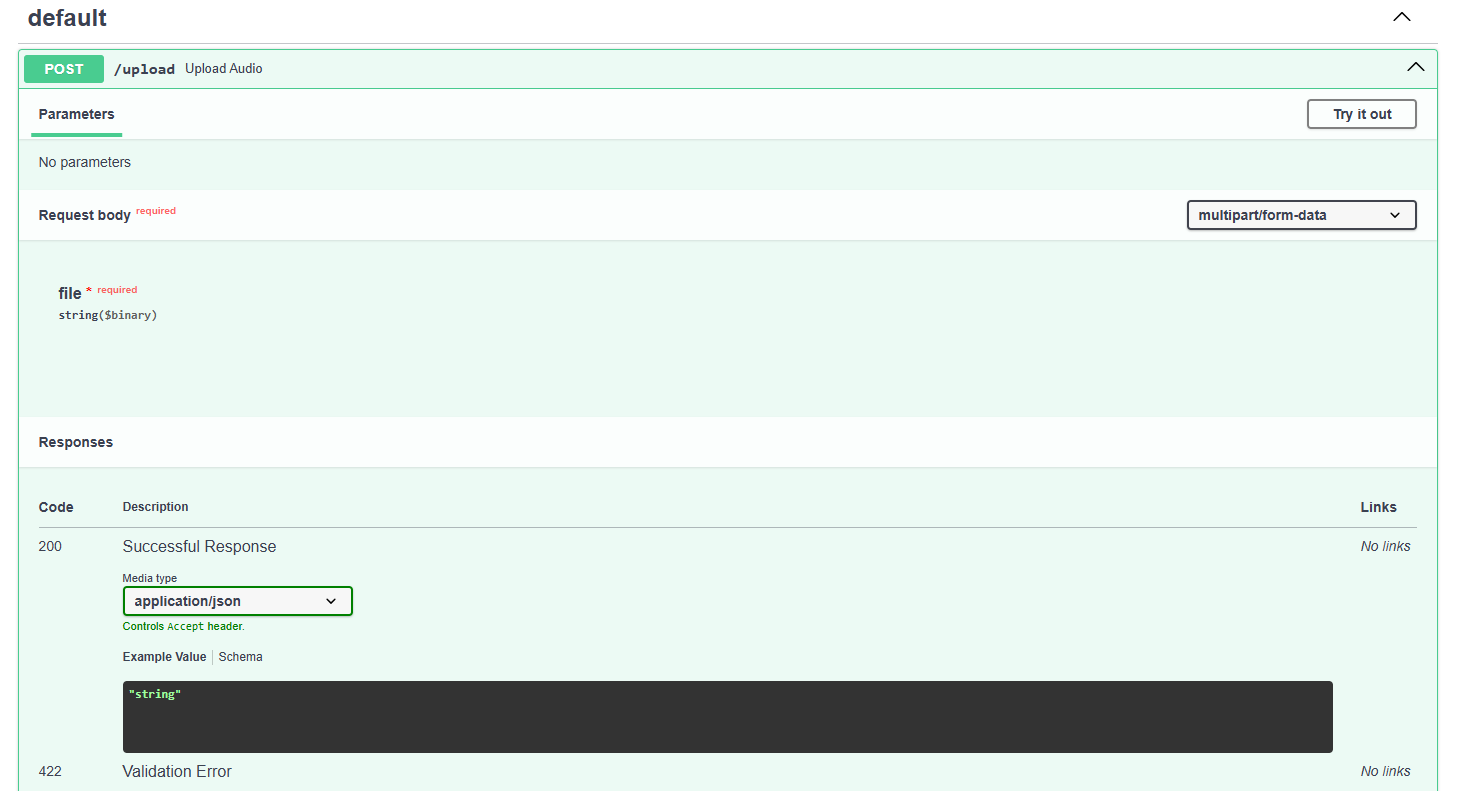 default
POST /upload Upload Audio
Parameters Try it out
No parameters
Request body required multipart/form-data
file * required
string($binary)
Responses
Code Description Links
200 Successful Response No links
Media type
application/json
Controls Accept header.
Example Value Schema
"string"
422 Validation Error No links